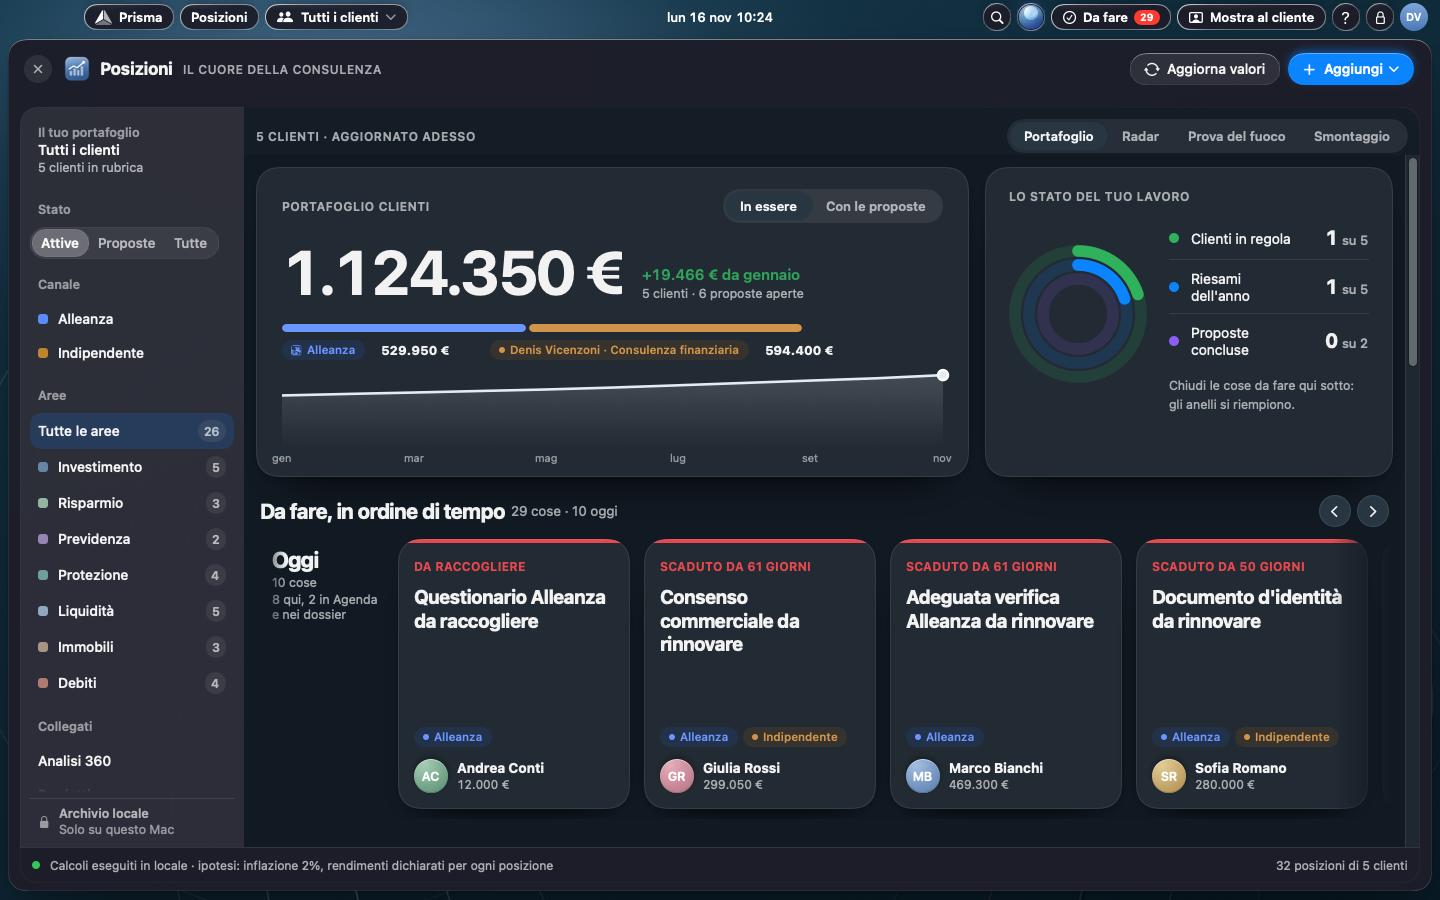 Prisma
Posizioni
Tutti i clienti
lun 16 nov 10:24
Da fare 29
Mostra al cliente
?
DV
Posizioni IL CUORE DELLA CONSULENZA
Aggiorna valori
+ Aggiungi
Il tuo portafoglio
Tutti i clienti
5 clienti in rubrica
Stato
Attive Proposte Tutte
Canale
Alleanza
Indipendente
Aree
Tutte le aree 26
Investimento 5
Risparmio 3
Previdenza 2
Protezione 4
Liquidità 5
Immobili 3
Debiti 4
Collegati
Analisi 360
Archivio locale
Solo su questo Mac
5 CLIENTI · AGGIORNATO ADESSO
Portafoglio Radar Prova del fuoco Smontaggio
PORTAFOGLIO CLIENTI
In essere Con le proposte
1.124.350 €
+19.466 € da gennaio
5 clienti · 6 proposte aperte
Alleanza 529.950 € Denis Vicenzoni · Consulenza finanziaria 594.400 €
gen mar mag lug set nov
LO STATO DEL TUO LAVORO
Clienti in regola 1 su 5
Riesami
dell'anno 1 su 5
Proposte
concluse 0 su 2
Chiudi le cose da fare qui sotto:
gli anelli si riempiono.
Da fare, in ordine di tempo 29 cose · 10 oggi
Oggi
10 cose
8 qui, 2 in Agenda
e nei dossier
DA RACCOGLIERE
Questionario Alleanza
da raccogliere
Alleanza
AC Andrea Conti
12.000 €
SCADUTO DA 61 GIORNI
Consenso
commerciale da
rinnovare
Alleanza Indipendente
GR Giulia Rossi
299.050 €
SCADUTO DA 61 GIORNI
Adeguata verifica
Alleanza da rinnovare
Alleanza
MB Marco Bianchi
469.300 €
SCADUTO DA 50 GIORNI
Documento d'identità
da rinnovare
Alleanza Indipendente
SR Sofia Romano
280.000 €
Calcoli eseguiti in locale · ipotesi: inflazione 2%, rendimenti dichiarati per ogni posizione
32 posizioni di 5 clienti